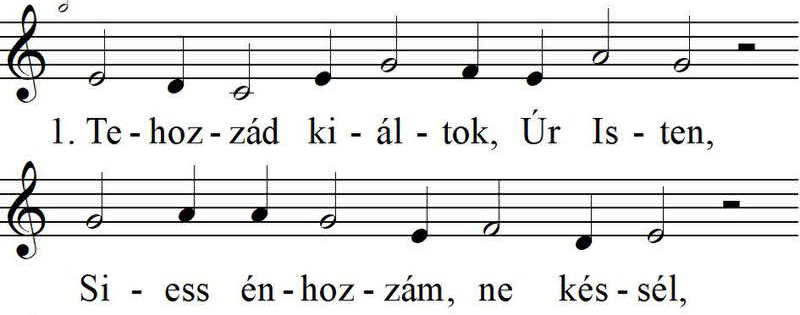 1. Te - hoz - zád ki - ál - tok, Úr Is - ten,
Si - ess én - hoz - zám, ne kés - sél,